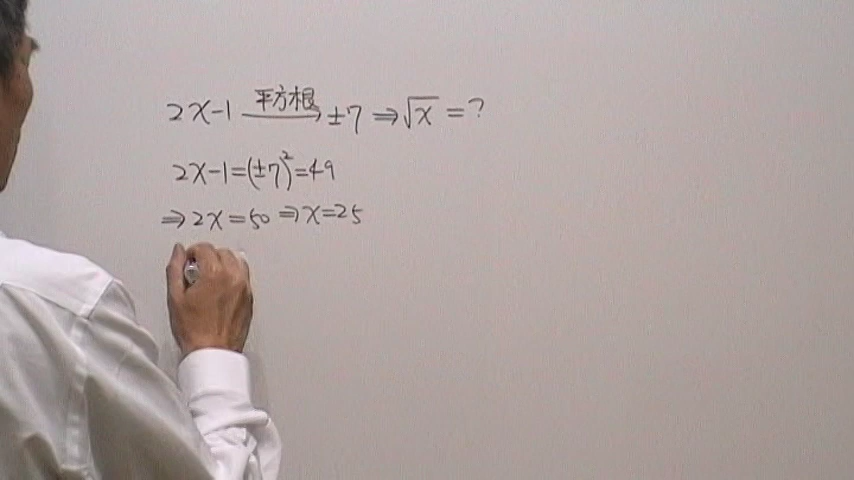 2x-1 平方根→ ±7 ⇒ √x = ?
2x-1=(±7)²=49
⇒2x=50 ⇒x=25